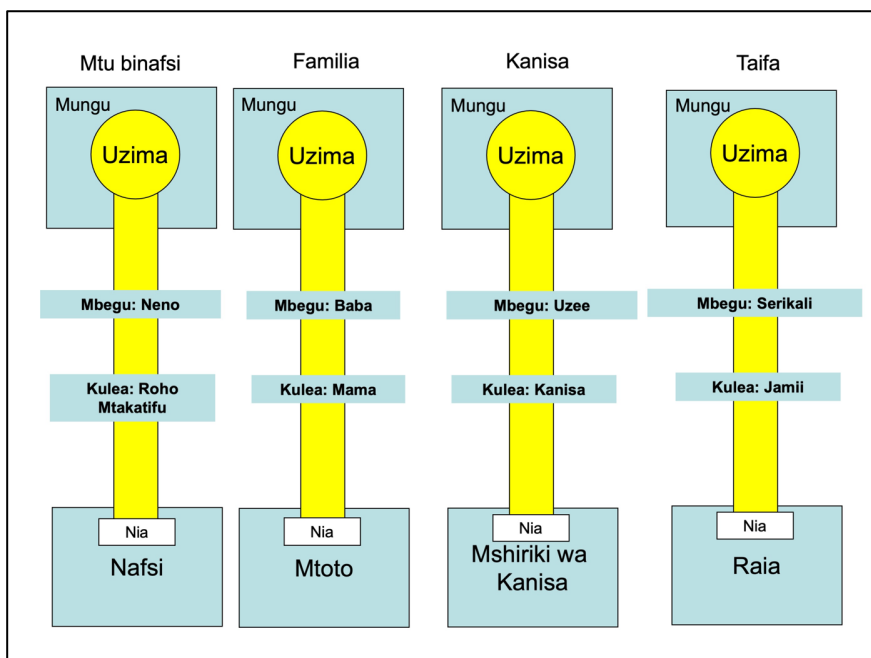 Mtu binafsi
Mungu
Uzima
Mbegu: Neno
Kulea: Roho
Mtakatifu
Nia
Nafsi
Familia
Mungu
Uzima
Mbegu: Baba
Kulea: Mama
Nia
Mtoto
Kanisa
Mungu
Uzima
Mbegu: Uzee
Kulea: Kanisa
Nia
Mshiriki wa
Kanisa
Taifa
Mungu
Uzima
Mbegu: Serikali
Kulea: Jamii
Nia
Raia